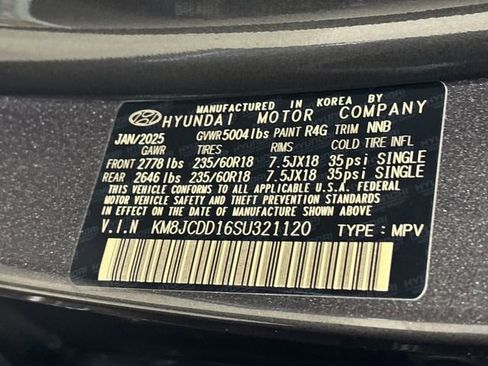 MANUFACTURED IN KOREA BY
HYUNDAI MOTOR COMPANY
JAN/2025 GVWR 5004 lbs PAINT R4G TRIM NNB
GAWR TIRES RIMS COLD TIRE INFL
FRONT 2778 lbs 235/60R18 7.5JX18 35psi SINGLE
REAR 2646 lbs 235/60R18 7.5JX18 35psi SINGLE
THIS VEHICLE CONFORMS TO ALL APPLICABLE U.S.A. FEDERAL
MOTOR VEHICLE SAFETY, BUMPER, AND THEFT PREVENTION STANDARDS
IN EFFECT ON THE DATE OF MANUFACTURE SHOWN ABOVE.
V.I.N KM8JCDD16SU321120 TYPE : MPV